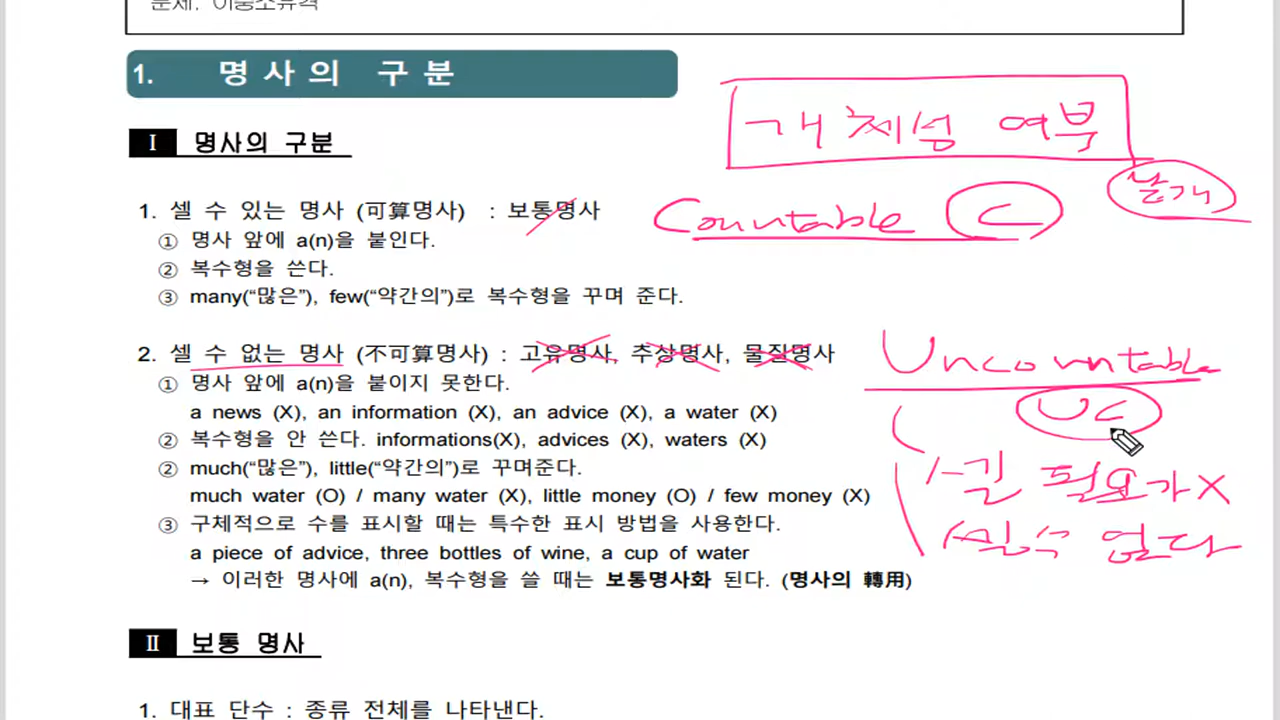 문제. 이중소유격
1. 명사의 구분
개체성 여부
I 명사의 구분
낱개
1. 셀 수 있는 명사 (可算명사) : 보통명사
Countable C
① 명사 앞에 a(n)을 붙인다.
② 복수형을 쓴다.
③ many(“많은”), few(“약간의”)로 복수형을 꾸며 준다.
2. 셀 수 없는 명사 (不可算명사) : 고유명사, 추상명사, 물질명사
Uncountable
① 명사 앞에 a(n)을 붙이지 못한다.
a news (X), an information (X), an advice (X), a water (X)
UC
② 복수형을 안 쓴다. informations(X), advices (X), waters (X)
② much(“많은”), little(“약간의”)로 꾸며준다.
셀 필요가 X
much water (O) / many water (X), little money (O) / few money (X)
③ 구체적으로 수를 표시할 때는 특수한 표시 방법을 사용한다.
셀 수 없다
a piece of advice, three bottles of wine, a cup of water
→ 이러한 명사에 a(n), 복수형을 쓸 때는 보통명사화 된다. (명사의 轉用)
II 보통 명사
1. 대표 단수 : 종류 전체를 나타낸다.